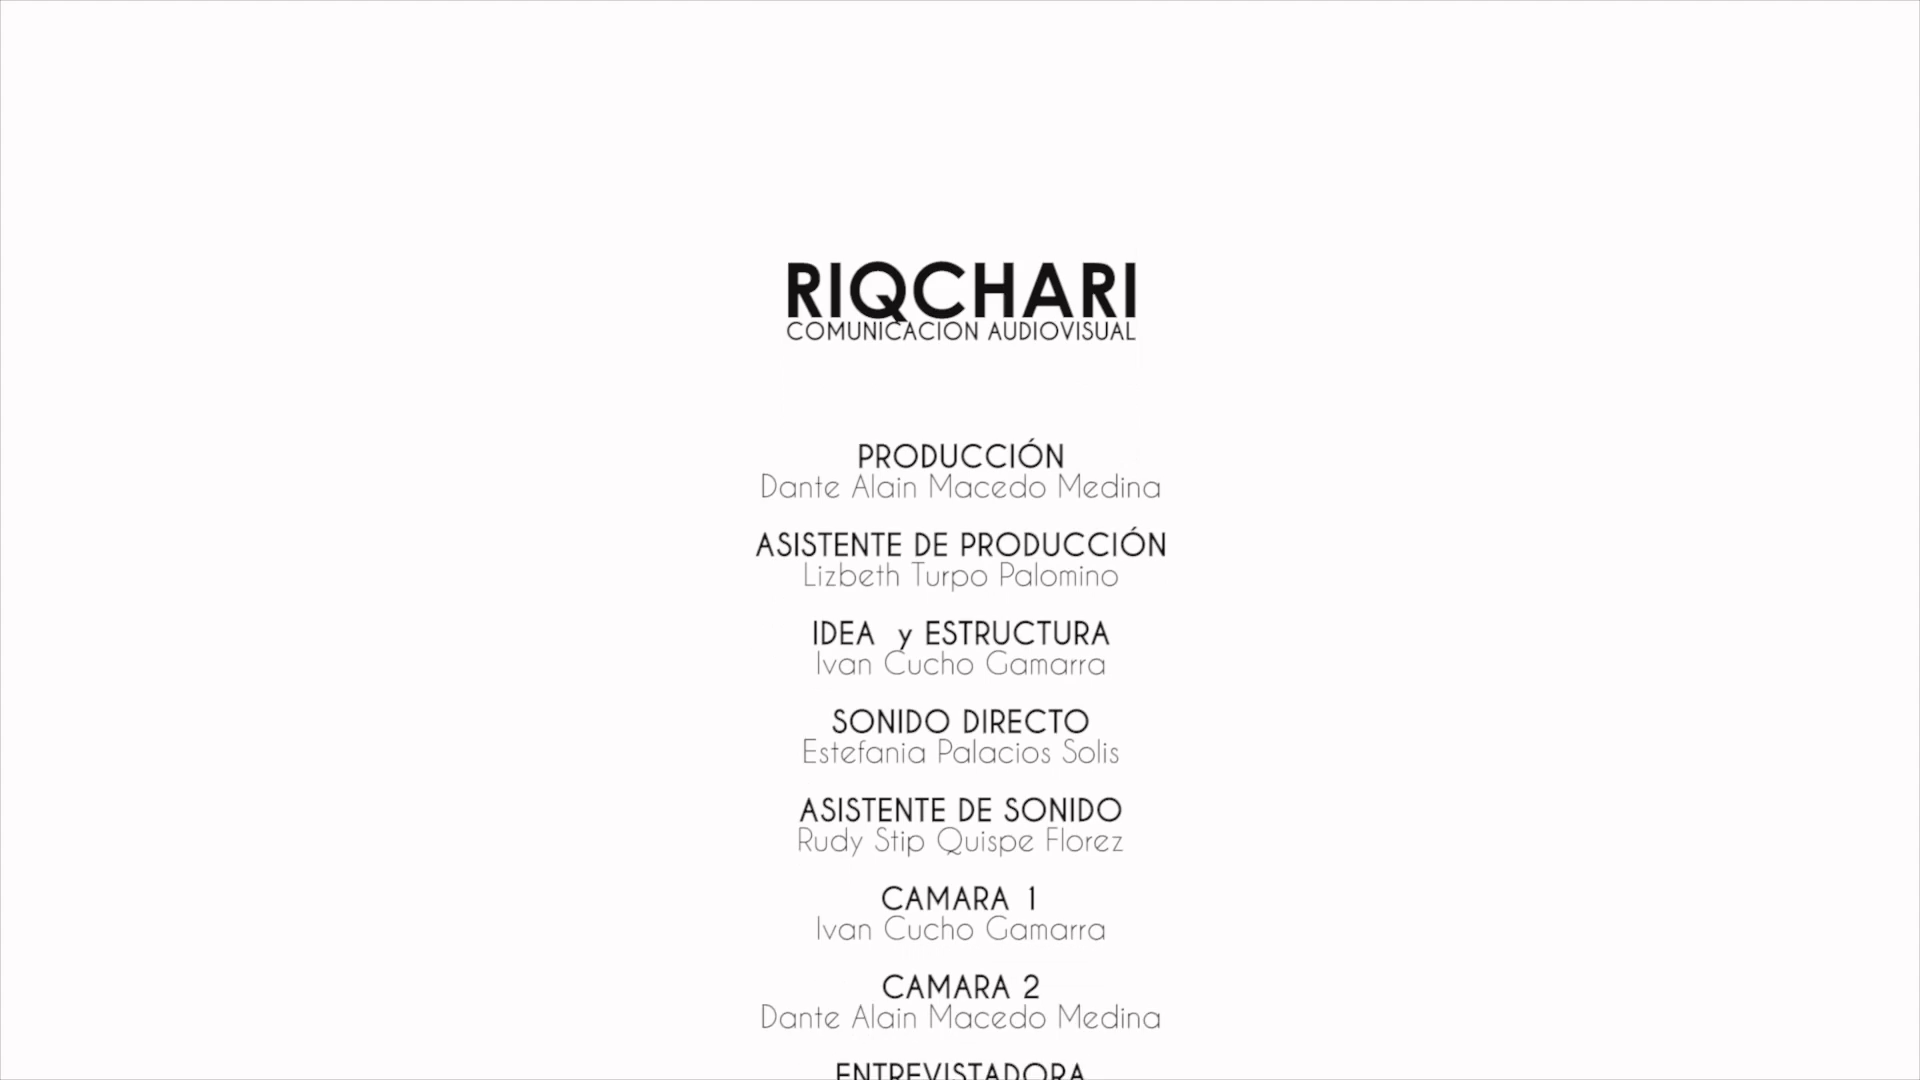 RIQCHARI
COMUNICACION AUDIOVISUAL
PRODUCCIÓN
Dante Alain Macedo Medina
ASISTENTE DE PRODUCCIÓN
Lizbeth Turpo Palomino
IDEA y ESTRUCTURA
Ivan Cucho Gamarra
SONIDO DIRECTO
Estefania Palacios Solis
ASISTENTE DE SONIDO
Rudy Stip Quispe Florez
CAMARA 1
Ivan Cucho Gamarra
CAMARA 2
Dante Alain Macedo Medina
ENTREVISTADORA